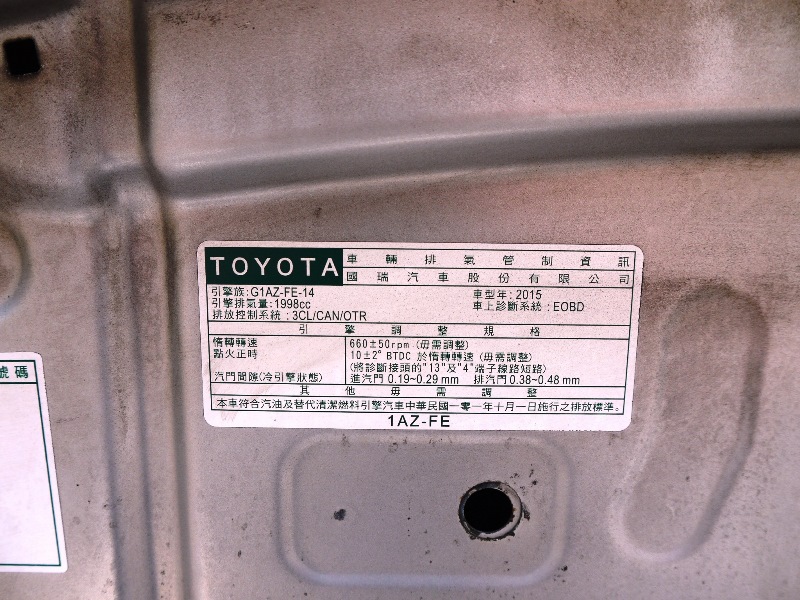 TOYOTA 車輛排氣管制資訊
國瑞汽車股份有限公司
引擎族:G1AZ-FE-14 車型年:2015
引擎排氣量:1998cc 車上診斷系統:EOBD
排放控制系統:3CL/CAN/OTR
引擎調整規格
惰轉轉速 660±50rpm (毋需調整)
點火正時 10±2° BTDC 於惰轉轉速 (毋需調整)
(將診斷接頭的"13"及"4"端子線路短路)
汽門間隙(冷引擎狀態) 進汽門 0.19~0.29 mm 排汽門 0.38~0.48 mm
其他毋需調整
本車符合汽油及替代清潔燃料引擎汽車中華民國一零一年十月一日施行之排放標準。
1AZ-FE
號碼